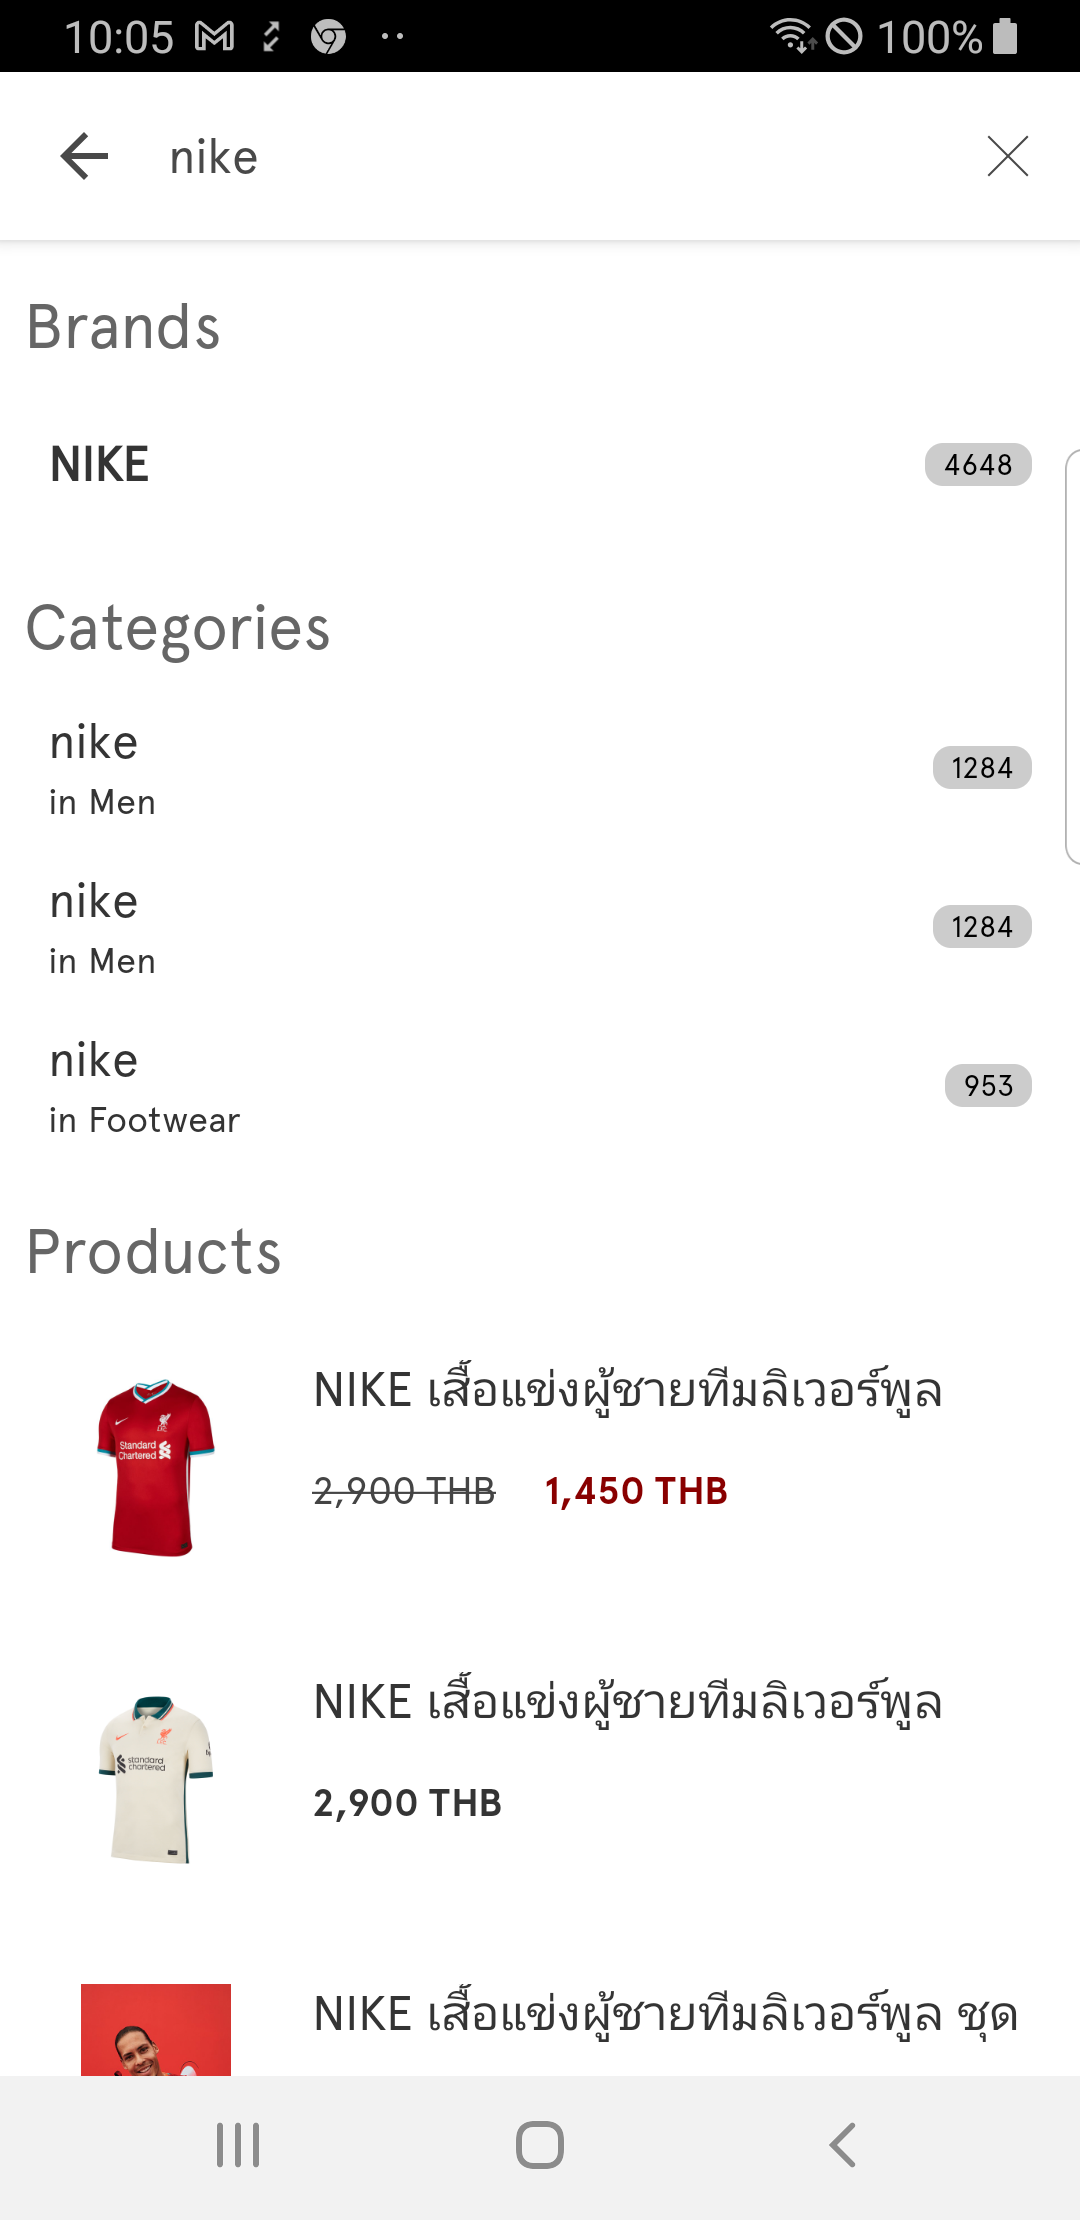 10:05
100%
nike
Brands
NIKE
4648
Categories
nike
in Men
1284
nike
in Men
1284
nike
in Footwear
953
Products
Standard
Chartered
NIKE เสื้อแข่งผู้ชายทีมลิเวอร์พูล
2,900 THB 1,450 THB
standard
chartered
NIKE เสื้อแข่งผู้ชายทีมลิเวอร์พูล
2,900 THB
NIKE เสื้อแข่งผู้ชายทีมลิเวอร์พูล ชุด